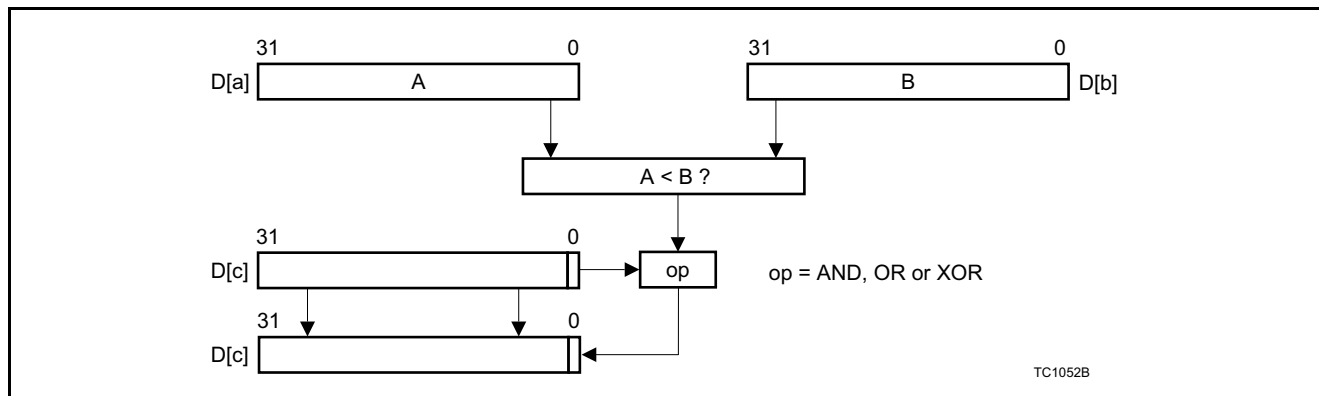 31 0 31 0
D[a] A B D[b]
A < B ?
31 0
D[c] op op = AND, OR or XOR
31 0
D[c]
TC1052B